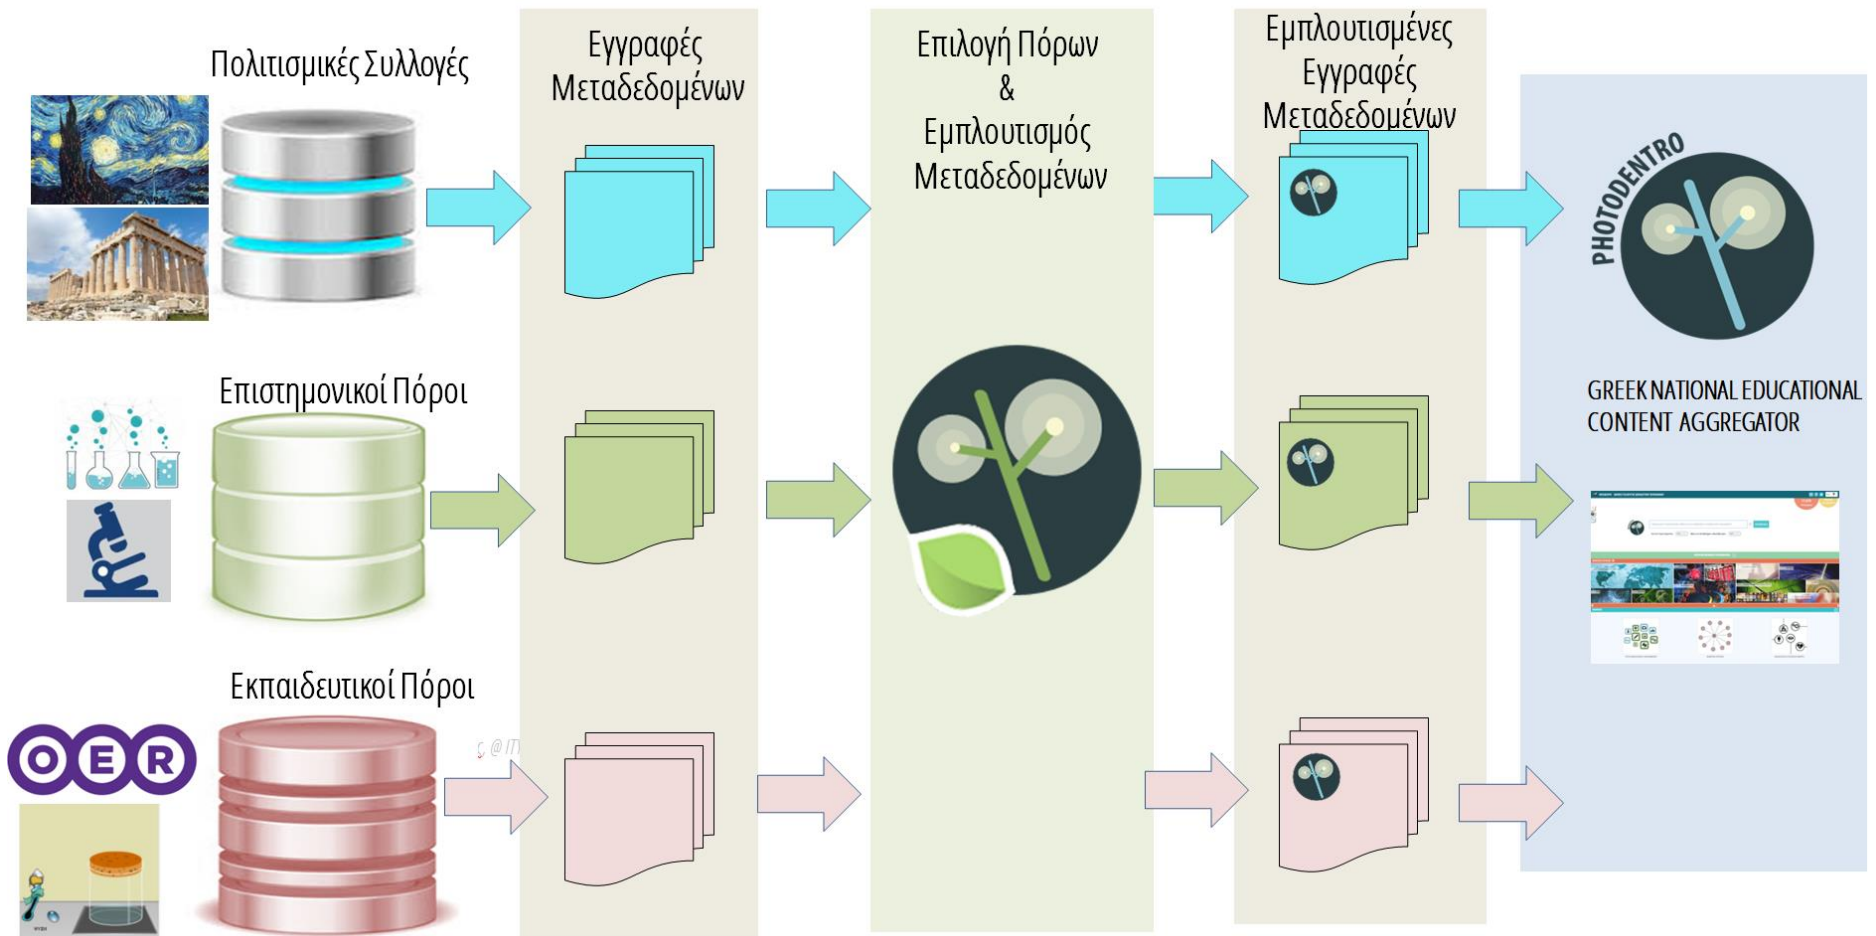 Πολιτισμικές Συλλογές
Εγγραφές
Μεταδεδομένων
Επιλογή Πόρων
&
Εμπλουτισμός
Μεταδεδομένων
Εμπλουτισμένες
Εγγραφές
Μεταδεδομένων
PHOTODENTRO
Επιστημονικοί Πόροι
GREEK NATIONAL EDUCATIONAL
CONTENT AGGREGATOR
Εκπαιδευτικοί Πόροι
OER